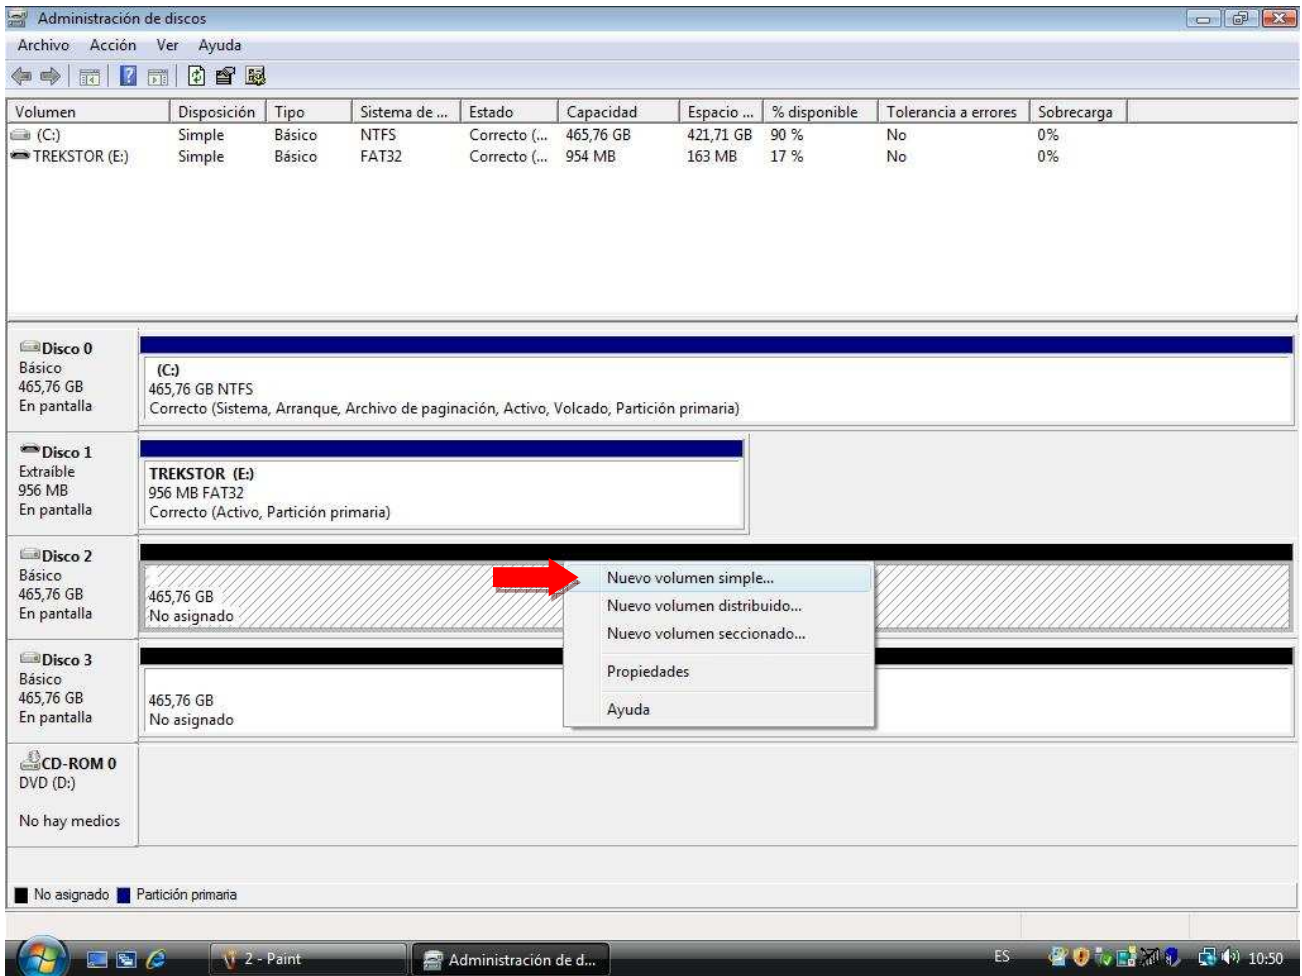 Administración de discos
Archivo Acción Ver Ayuda
Volumen Disposición Tipo Sistema de ... Estado Capacidad Espacio ... % disponible Tolerancia a errores Sobrecarga
(C:) Simple Básico NTFS Correcto (... 465,76 GB 421,71 GB 90 % No 0%
TREKSTOR (E:) Simple Básico FAT32 Correcto (... 954 MB 163 MB 17 % No 0%
Disco 0
Básico
465,76 GB
En pantalla
(C:)
465,76 GB NTFS
Correcto (Sistema, Arranque, Archivo de paginación, Activo, Volcado, Partición primaria)
Disco 1
Extraíble
956 MB
En pantalla
TREKSTOR (E:)
956 MB FAT32
Correcto (Activo, Partición primaria)
Disco 2
Básico
465,76 GB
En pantalla
465,76 GB
No asignado
Nuevo volumen simple...
Nuevo volumen distribuido...
Nuevo volumen seccionado...
Propiedades
Ayuda
Disco 3
Básico
465,76 GB
En pantalla
465,76 GB
No asignado
CD-ROM 0
DVD (D:)
No hay medios
No asignado Partición primaria
2 - Paint Administración de d... ES 10:50